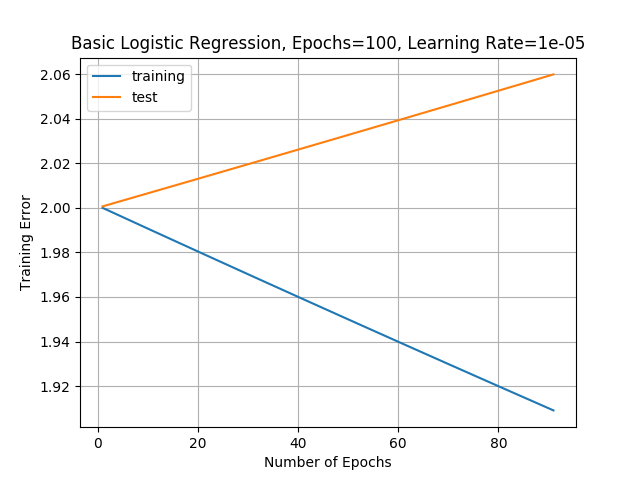 Basic Logistic Regression, Epochs=100, Learning Rate=1e-05
training
test
2.06
2.04
2.02
2.00
1.98
1.96
1.94
1.92
Training Error
0 20 40 60 80
Number of Epochs